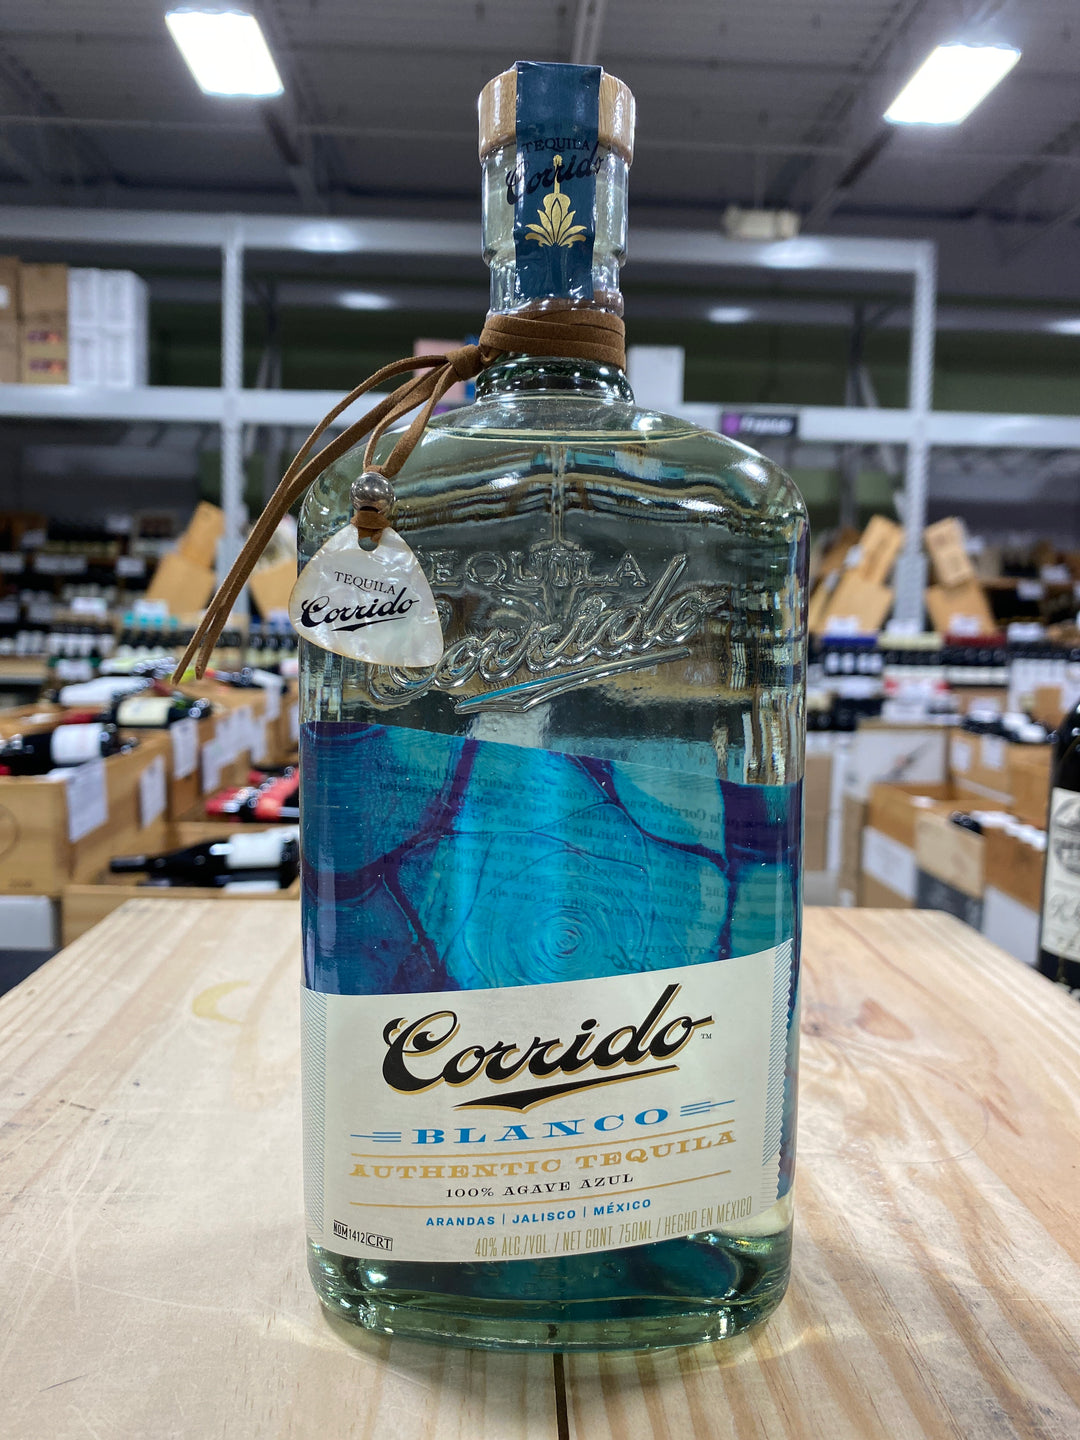 TEQUILA
Corrido
TEQUILA
Corrido
TEQUILA
Corrido
Corrido™
BLANCO
AUTHENTIC TEQUILA
100% AGAVE AZUL
ARANDAS | JALISCO | MÉXICO
NOM 1412 CRT
40% ALC./VOL. / NET CONT. 750ML / HECHO EN MÉXICO